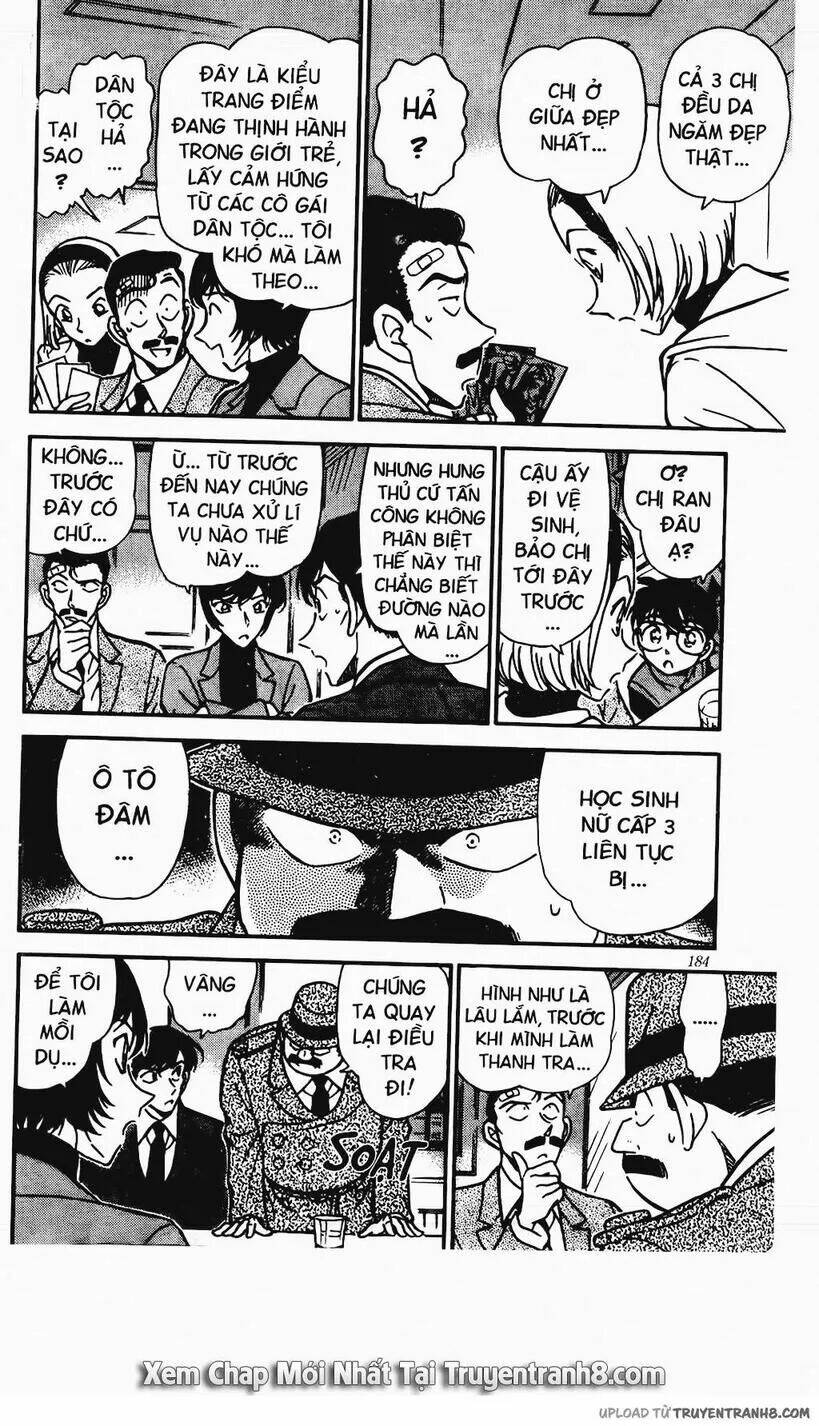 CẢ 3 CHỊ
ĐỀU DA
NGĂM ĐẸP
THẬT...
CHỊ Ở
GIỮA ĐẸP
NHẤT...
HẢ
?
ĐÂY LÀ KIỂU
TRANG ĐIỂM
ĐANG THỊNH HÀNH
TRONG GIỚI TRẺ,
LẤY CẢM HỨNG
TỪ CÁC CÔ GÁI
DÂN TỘC... TÔI
KHÓ MÀ LÀM
THEO...
DÂN
TỘC
HẢ
...
TẠI
SAO
?
Ơ?
CHỊ RAN
ĐÂU
Ạ?
CẬU ẤY
ĐI VỆ
SINH,
BẢO CHỊ
TỚI ĐÂY
TRƯỚC
...
NHƯNG HUNG
THỦ CỨ TẤN
CÔNG KHÔNG
PHÂN BIỆT
THẾ NÀY THÌ
CHẲNG BIẾT
ĐƯỜNG NÀO
MÀ LẦN
...
Ừ... TỪ TRƯỚC
ĐẾN NAY CHÚNG
TA CHƯA XỬ LÍ
VỤ NÀO THẾ
NÀY...
KHÔNG...
TRƯỚC
ĐÂY CÓ
CHỨ...
HỌC SINH
NỮ CẤP 3
LIÊN TỤC
BỊ...
Ô TÔ
ĐÂM
...
184
.....
HÌNH NHƯ LÀ
LÂU LẮM, TRƯỚC
KHI MÌNH LÀM
THANH TRA...
CHÚNG
TA QUAY
LẠI ĐIỀU
TRA
ĐI!
SOẠT
VÂNG
...
ĐỂ TÔI
LÀM
MỒI
DỤ...
Xem Chap Mới Nhất Tại Truyentranh8.com
UPLOAD TỪ TRUYENTRANH8.COM